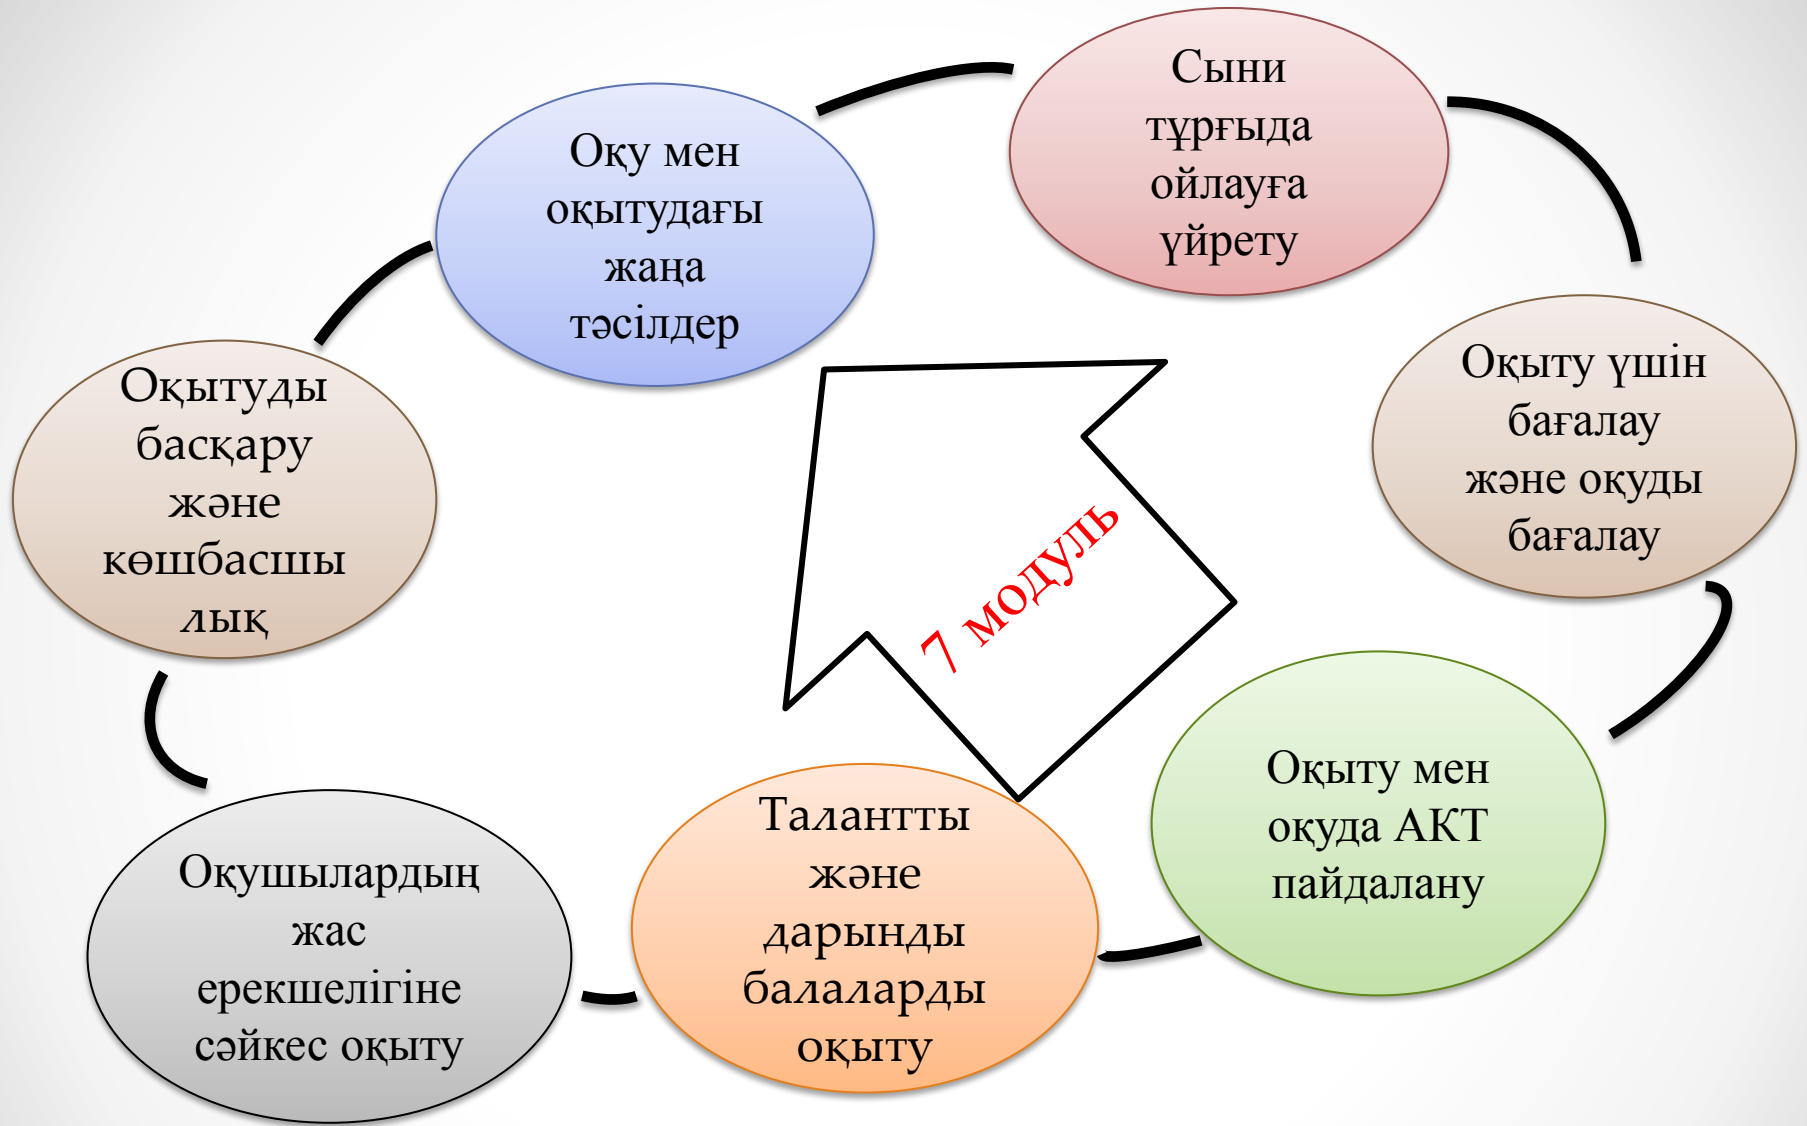 Оқу мен
оқытудағы
жаңа
тәсілдер
Сыни
тұрғыда
ойлауға
үйрету
Оқыту үшін
бағалау
және оқуды
бағалау
Оқыту мен
оқуда АКТ
пайдалану
Талантты
және
дарынды
балаларды
оқыту
Оқушылардың
жас
ерекшелігіне
сәйкес оқыту
Оқытуды
басқару
және
көшбасшы
лық
7 модуль